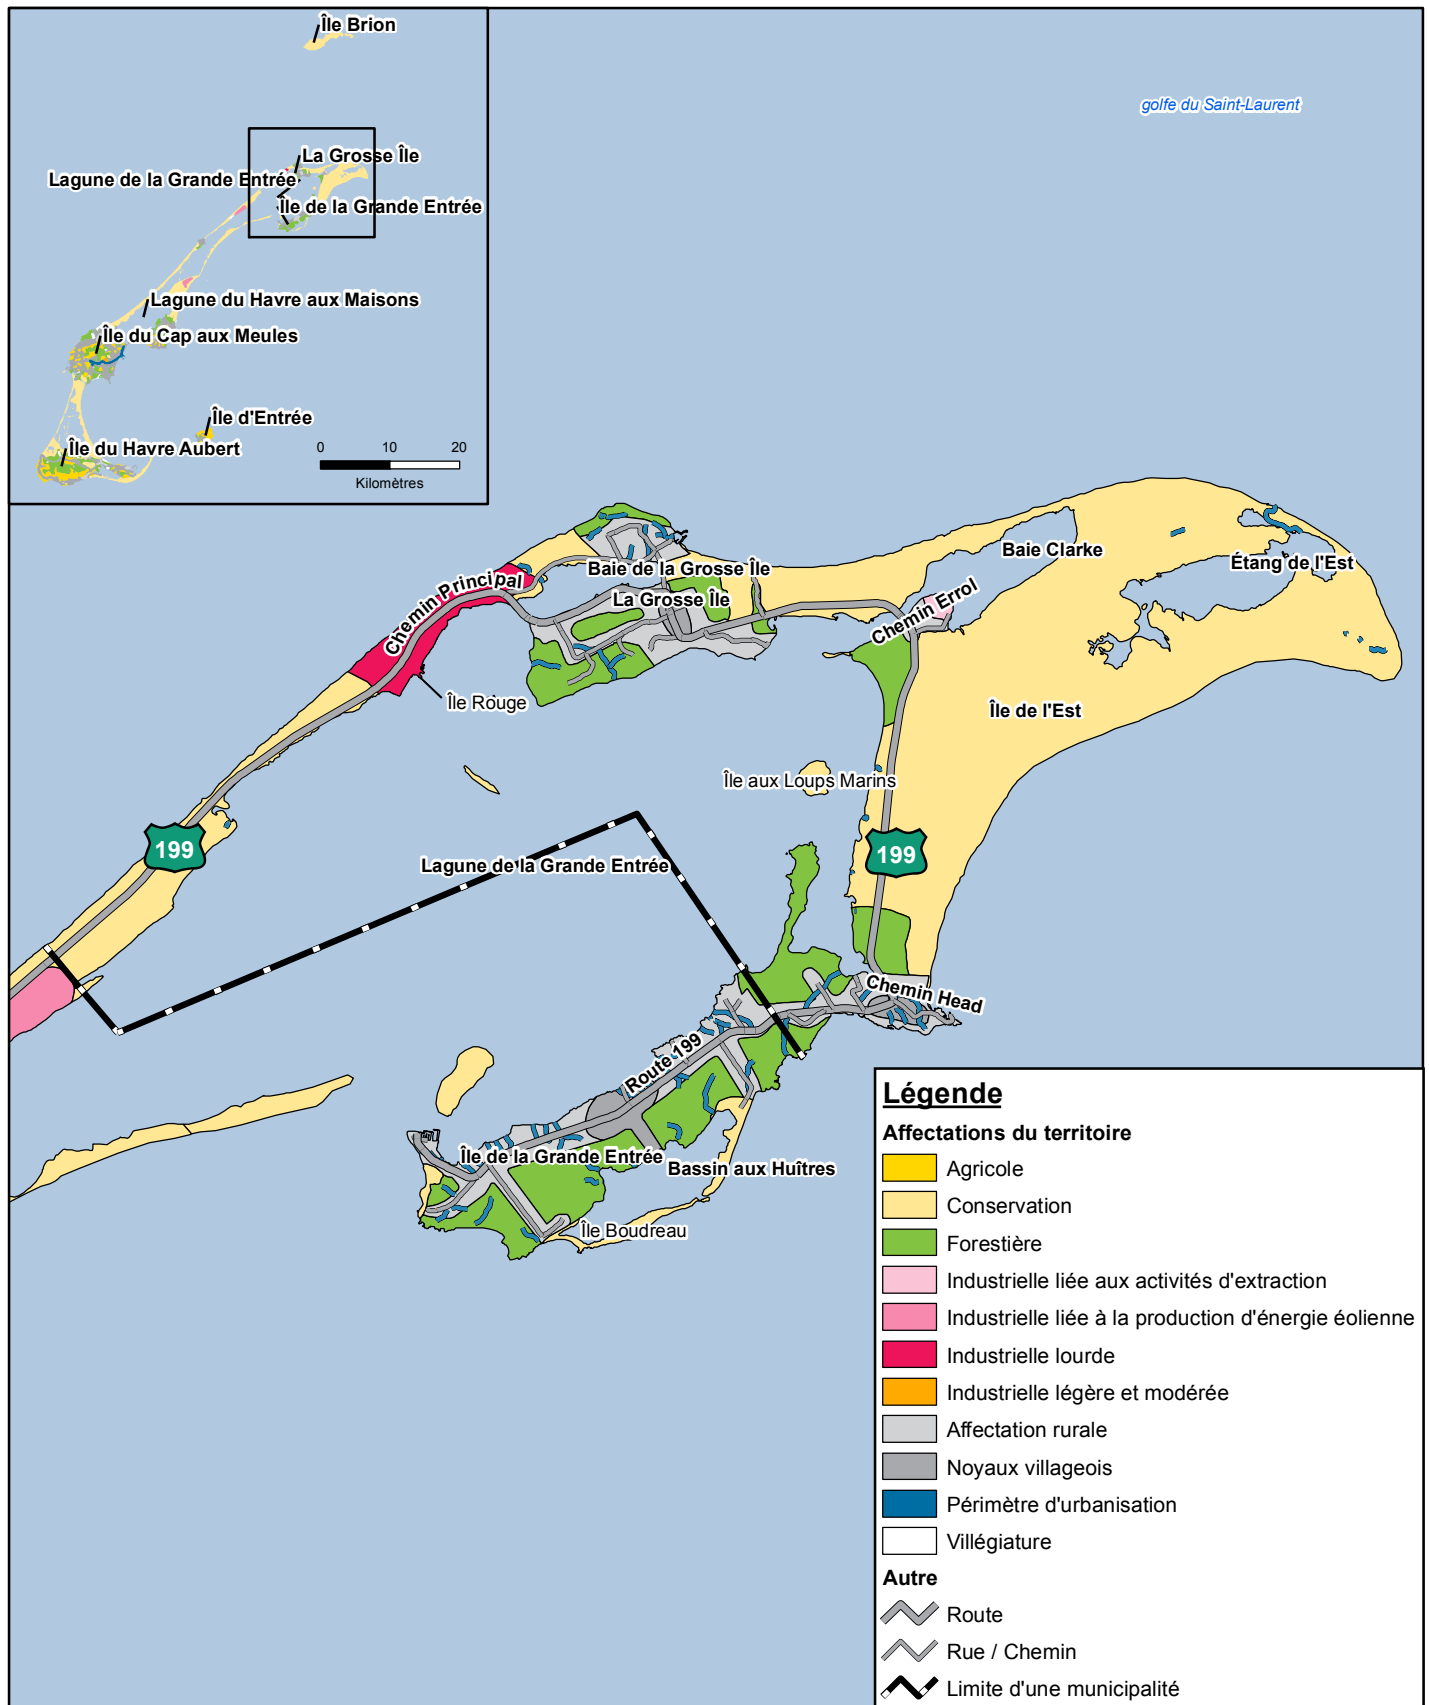 Île Brion
golfe du Saint-Laurent
La Grosse Île
Lagune de la Grande Entrée
Île de la Grande Entrée
Lagune du Havre aux Maisons
Île du Cap aux Meules
Île d'Entrée
Île du Havre Aubert
0 10 20
Kilomètres
Baie Clarke
Étang de l'Est
Baie de la Grosse Île
Chemin Principal
La Grosse Île
Chemin Errol
Île Rouge
Île de l'Est
Île aux Loups Marins
199
199
Lagune de la Grande Entrée
Chemin Head
Route 199
Île de la Grande Entrée
Bassin aux Huîtres
Île Boudreau
Légende
Affectations du territoire
Agricole
Conservation
Forestière
Industrielle liée aux activités d'extraction
Industrielle liée à la production d'énergie éolienne
Industrielle lourde
Industrielle légère et modérée
Affectation rurale
Noyaux villageois
Périmètre d'urbanisation
Villégiature
Autre
Route
Rue / Chemin
Limite d'une municipalité